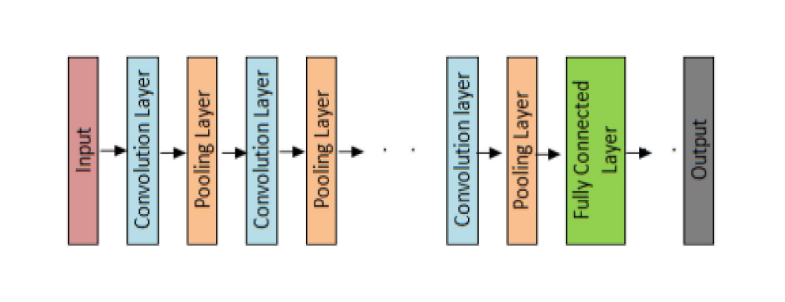 Input
Convolution Layer
Pooling Layer
Convolution Layer
Pooling Layer
Convolution layer
Pooling Layer
Fully Connected
Layer
Output